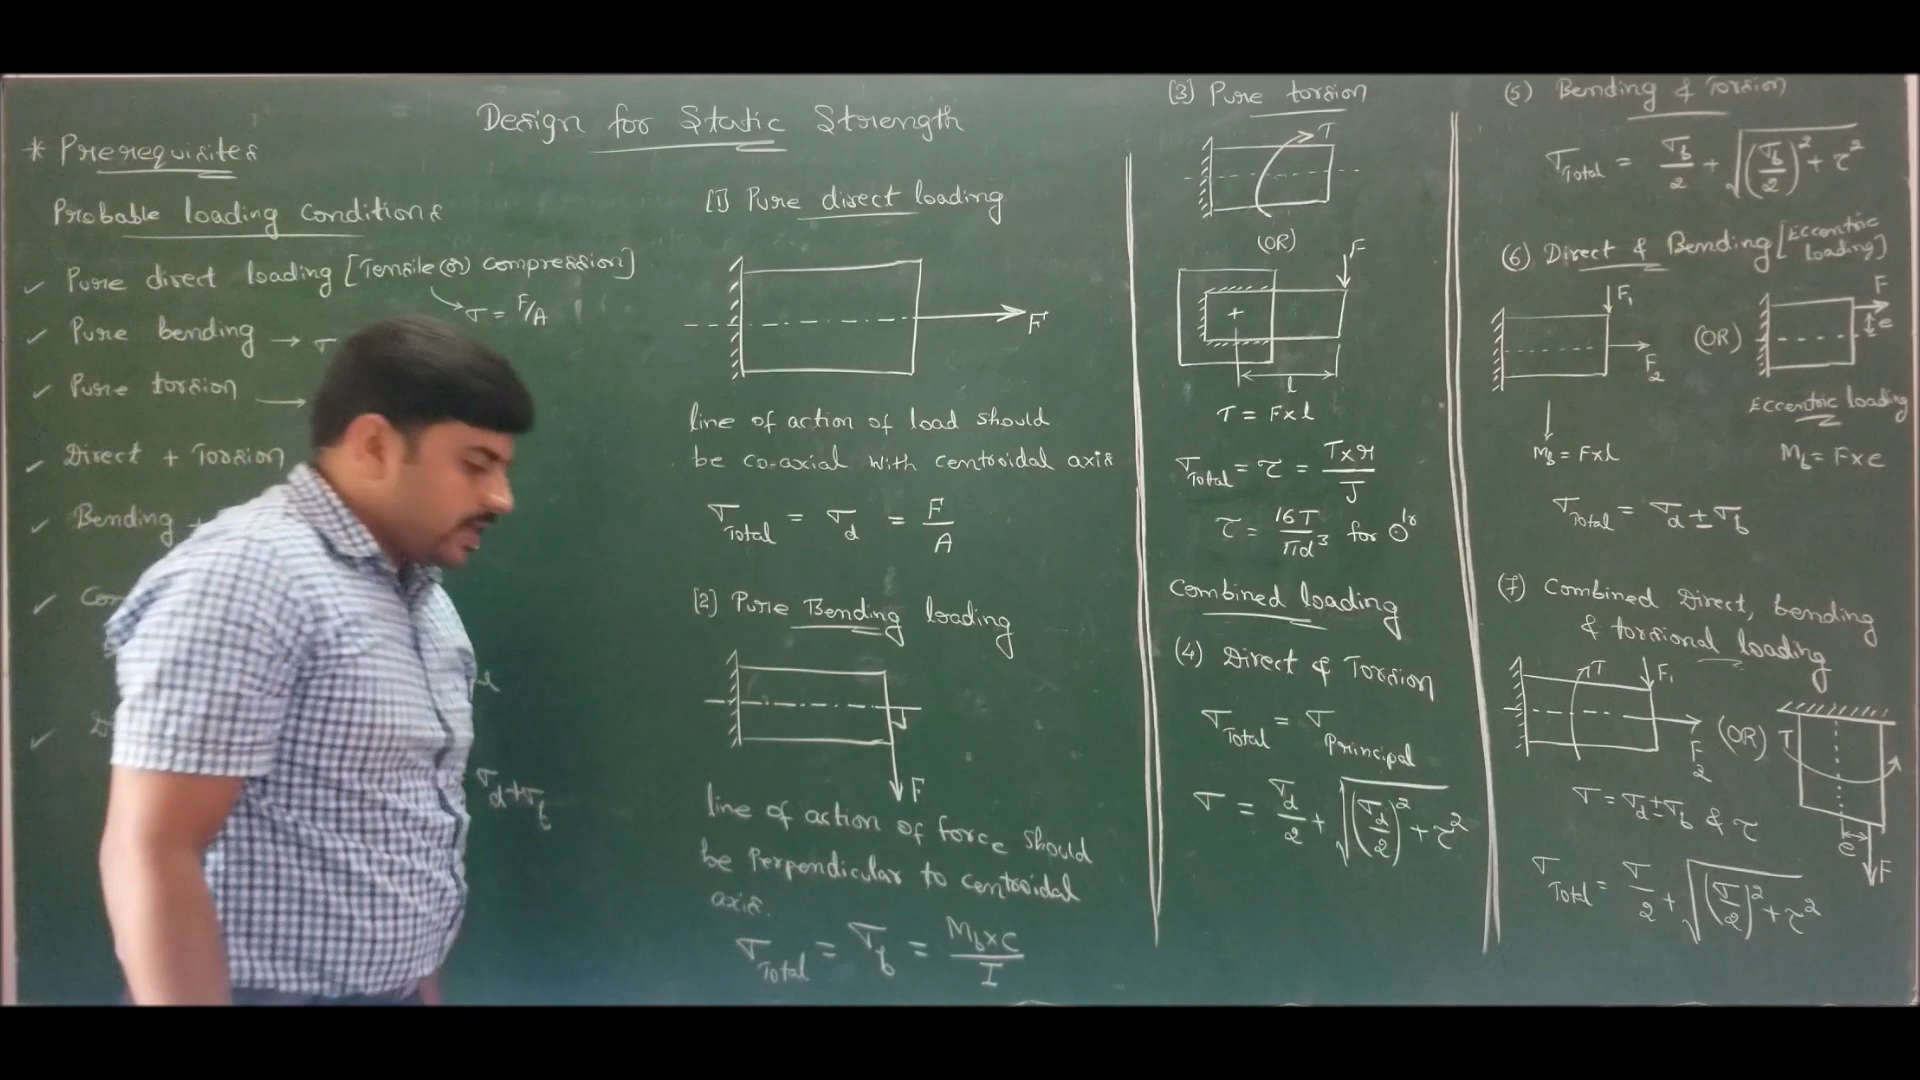 Design for Static Strength
* Prerequisites
Probable loading Conditions
✓ Pure direct loading [Tensile (or) compression]
σ = F/A
✓ Pure bending → σ
✓ Pure torsion →
✓ Direct + Torsion
✓ Bending +
✓ Com
✓ D
σd+σt
[1] Pure direct loading
F
line of action of load should
be co-axial with centroidal axis
σTotal = σd = F/A
[2] Pure Bending loading
F
line of action of force should
be Perpendicular to centroidal
axis.
σTotal = σb = Mb×c/I
[3] Pure torsion
T
(OR)
F
l
T = F×l
σTotal = τ = T×r/J
τ = 16T/πd³ for ⊙lr
Combined loading
(4) Direct & Torsion
σTotal = σPrincipal
σ = σd/2 + √((σd/2)² + τ²)
(5) Bending & Torsion
σTotal = σb/2 + √((σb/2)² + τ²)
(6) Direct & Bending [Eccentric
loading]
F1
F2
(OR)
F
e
Eccentric loading
Mb = F×l
Mb = F×e
σTotal = σd ± σb
(7) Combined Direct, bending
& torsional loading
T
F1
F2
(OR)
T
e
F
σ = σd ± σb & τ
σTotal = σ/2 + √((σ/2)² + τ²)